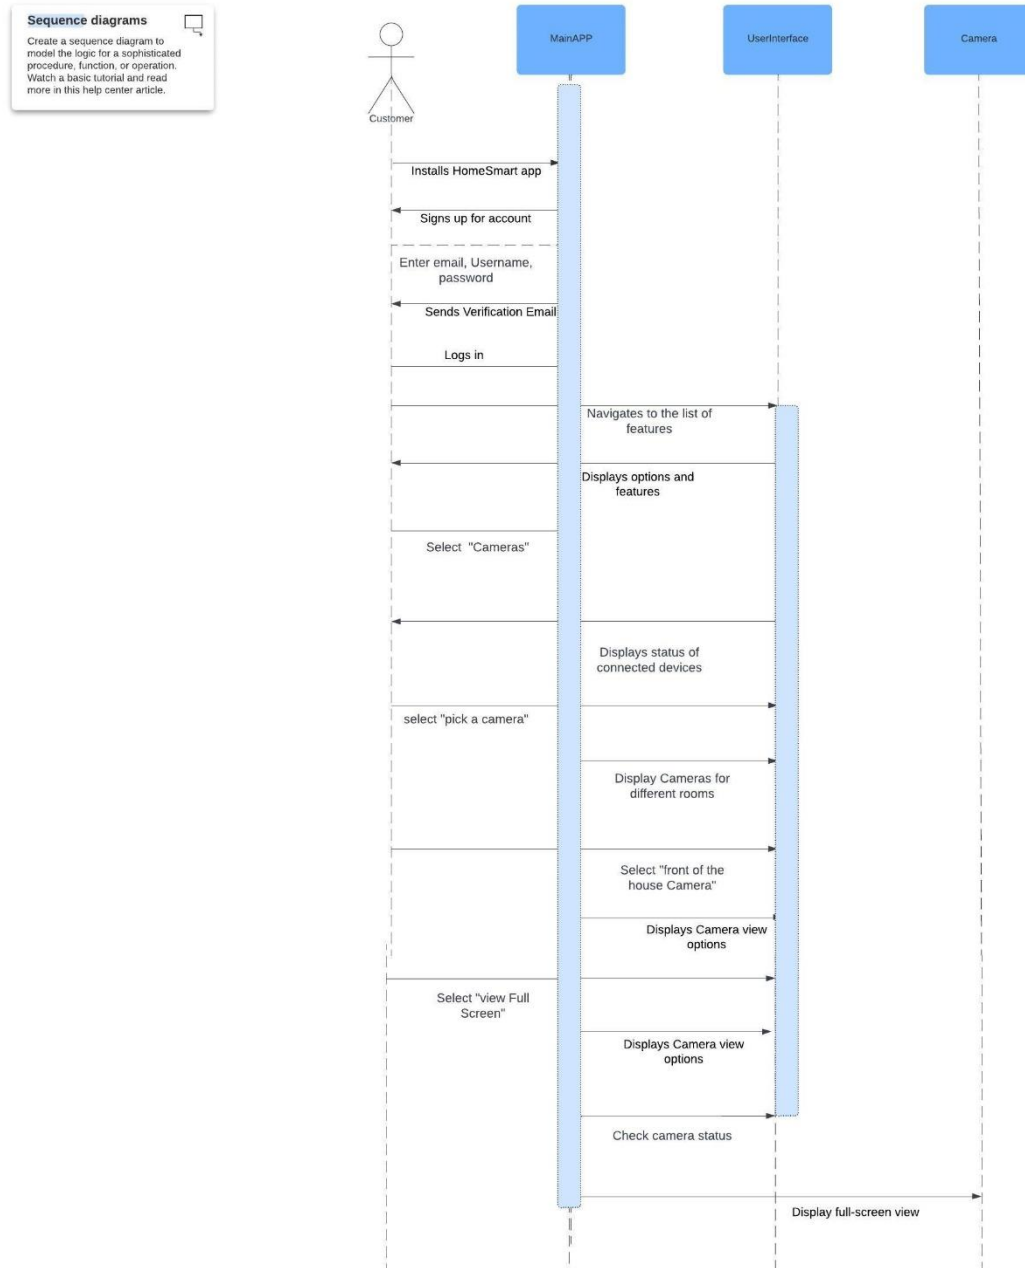 Sequence diagrams
Create a sequence diagram to
model the logic for a sophisticated
procedure, function, or operation.
Watch a basic tutorial and read
more in this help center article.
MainAPP
UserInterface
Camera
Customer
Installs HomeSmart app
Signs up for account
Enter email, Username,
password
Sends Verification Email
Logs in
Navigates to the list of
features
Displays options and
features
Select "Cameras"
Displays status of
connected devices
select "pick a camera"
Display Cameras for
different rooms
Select "front of the
house Camera"
Displays Camera view
options
Select "view Full
Screen"
Displays Camera view
options
Check camera status
Display full-screen view